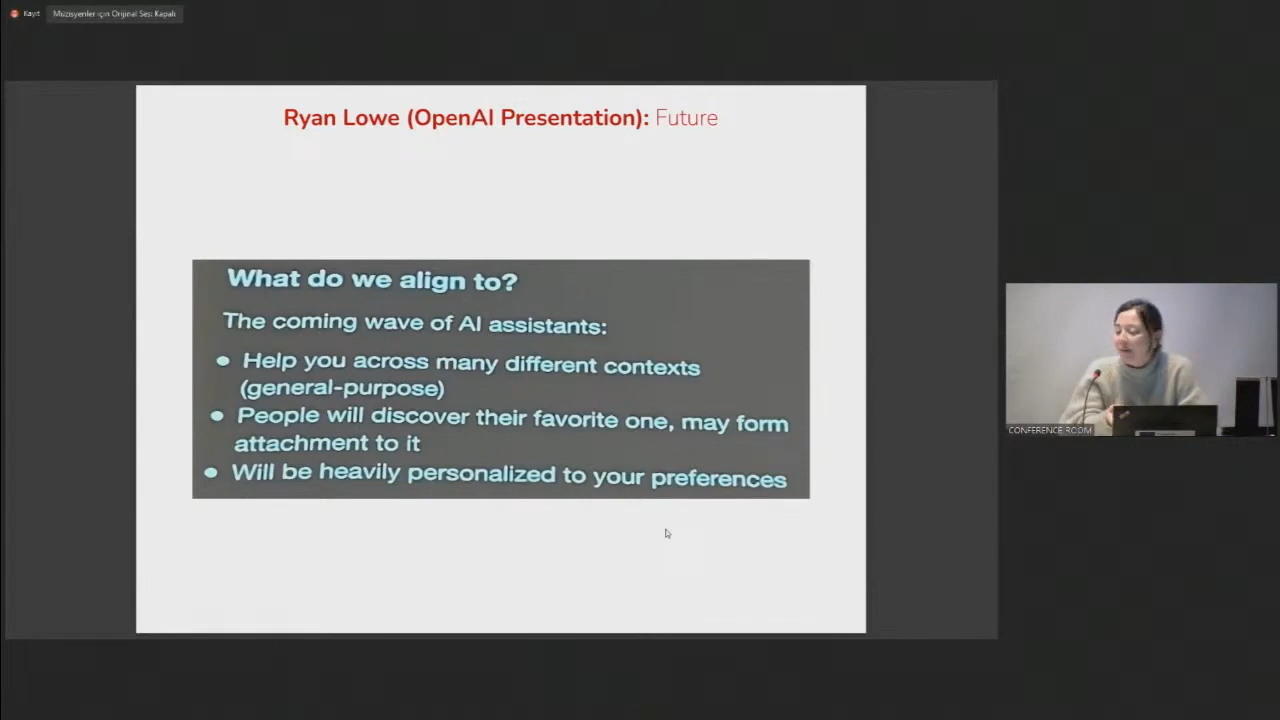 Kayıt
Müzisyenler için Orijinal Ses: Kapalı
Ryan Lowe (OpenAI Presentation): Future
What do we align to?
The coming wave of AI assistants:
● Help you across many different contexts
(general-purpose)
● People will discover their favorite one, may form
attachment to it
● Will be heavily personalized to your preferences
CONFERENCE ROOM